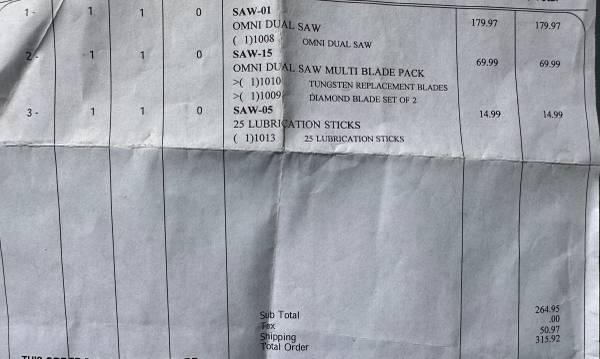 1- 1 1 0 SAW-01 179.97 179.97
OMNI DUAL SAW
( 1)1008 OMNI DUAL SAW
2- 1 1 0 SAW-15 69.99 69.99
OMNI DUAL SAW MULTI BLADE PACK
>( 1)1010 TUNGSTEN REPLACEMENT BLADES
>( 1)1009 DIAMOND BLADE SET OF 2
3- 1 1 0 SAW-05 14.99 14.99
25 LUBRICATION STICKS
( 1)1013 25 LUBRICATION STICKS
Sub Total 264.95
Tax .00
Shipping 50.97
Total Order 315.92